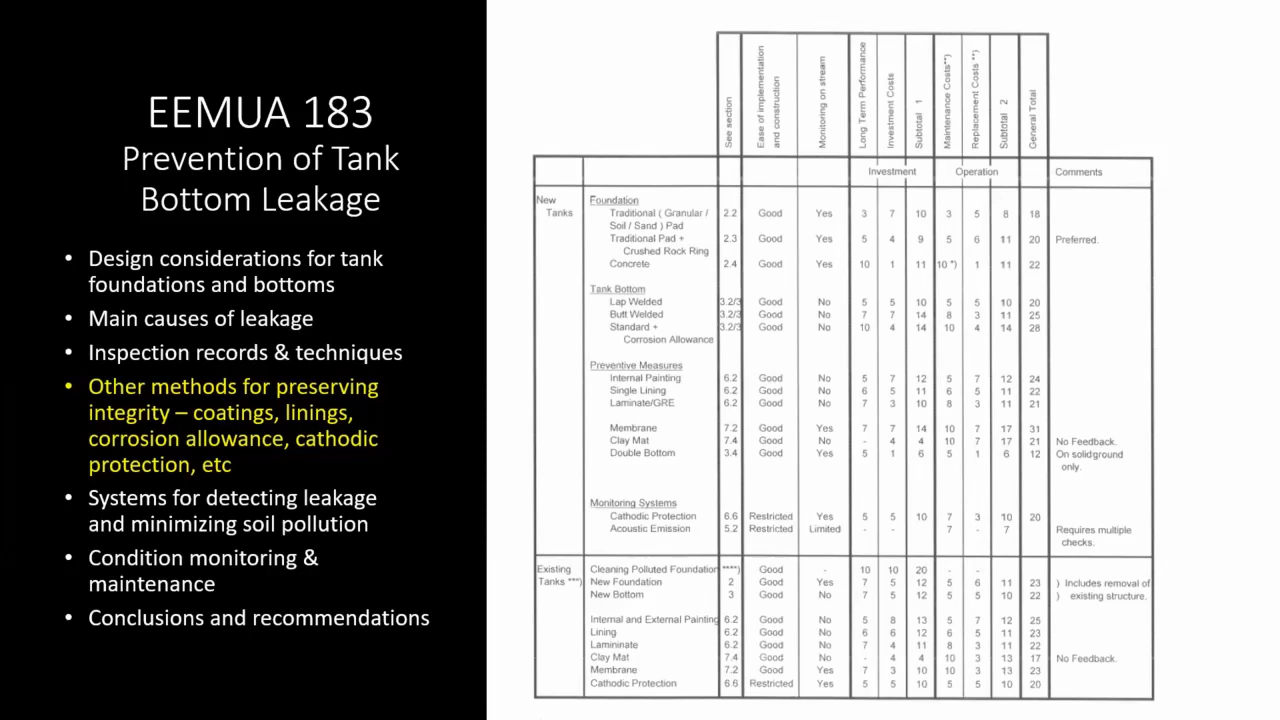 EEMUA 183
Prevention of Tank
Bottom Leakage
• Design considerations for tank
foundations and bottoms
• Main causes of leakage
• Inspection records & techniques
• Other methods for preserving
integrity – coatings, linings,
corrosion allowance, cathodic
protection, etc
• Systems for detecting leakage
and minimizing soil pollution
• Condition monitoring &
maintenance
• Conclusions and recommendations
See section
Ease of implementation
and construction
Monitoring on stream
Long Term Performance
Investment Costs
Subtotal 1
Maintenance Costs**)
Replacement Costs **)
Subtotal 2
General Total
Investment Operation Comments
New Foundation
Tanks Traditional ( Granular / 2.2 Good Yes 3 7 10 3 5 8 18
Soil / Sand ) Pad
Traditional Pad + 2.3 Good Yes 5 4 9 5 6 11 20 Preferred.
Crushed Rock Ring
Concrete 2.4 Good Yes 10 1 11 10 *) 1 11 22
Tank Bottom
Lap Welded 3.2/3 Good No 5 5 10 5 5 10 20
Butt Welded 3.2/3 Good No 7 7 14 8 3 11 25
Standard + 3.2/3 Good No 10 4 14 10 4 14 28
Corrosion Allowance
Preventive Measures
Internal Painting 6.2 Good No 5 7 12 5 7 12 24
Single Lining 6.2 Good No 6 5 11 6 5 11 22
Laminate/GRE 6.2 Good No 7 3 10 8 3 11 21
Membrane 7.2 Good Yes 7 7 14 10 7 17 31
Clay Mat 7.4 Good No - 4 4 10 7 17 21 No Feedback.
Double Bottom 3.4 Good Yes 5 1 6 5 1 6 12 On solidground
only.
Monitoring Systems
Cathodic Protection 6.6 Restricted Yes 5 5 10 7 3 10 20
Acoustic Emission 5.2 Restricted Limited - - 7 - 7 Requires multiple
checks.
Existing Cleaning Polluted Foundation ****) Good - 10 10 20 - -
Tanks ***) New Foundation 2 Good Yes 7 5 12 5 6 11 23 ) Includes removal of
New Bottom 3 Good Yes 7 5 12 5 5 10 22 ) existing structure.
Internal and External Painting 6.2 Good No 5 8 13 5 7 12 25
Lining 6.2 Good No 6 6 12 6 5 11 23
Lamininate 6.2 Good No 7 4 11 8 3 11 22
Clay Mat 7.4 Good No - 4 4 10 3 13 17 No Feedback.
Membrane 7.2 Good Yes 7 3 10 10 3 13 23
Cathodic Protection 6.6 Restricted Yes 5 5 10 5 5 10 20